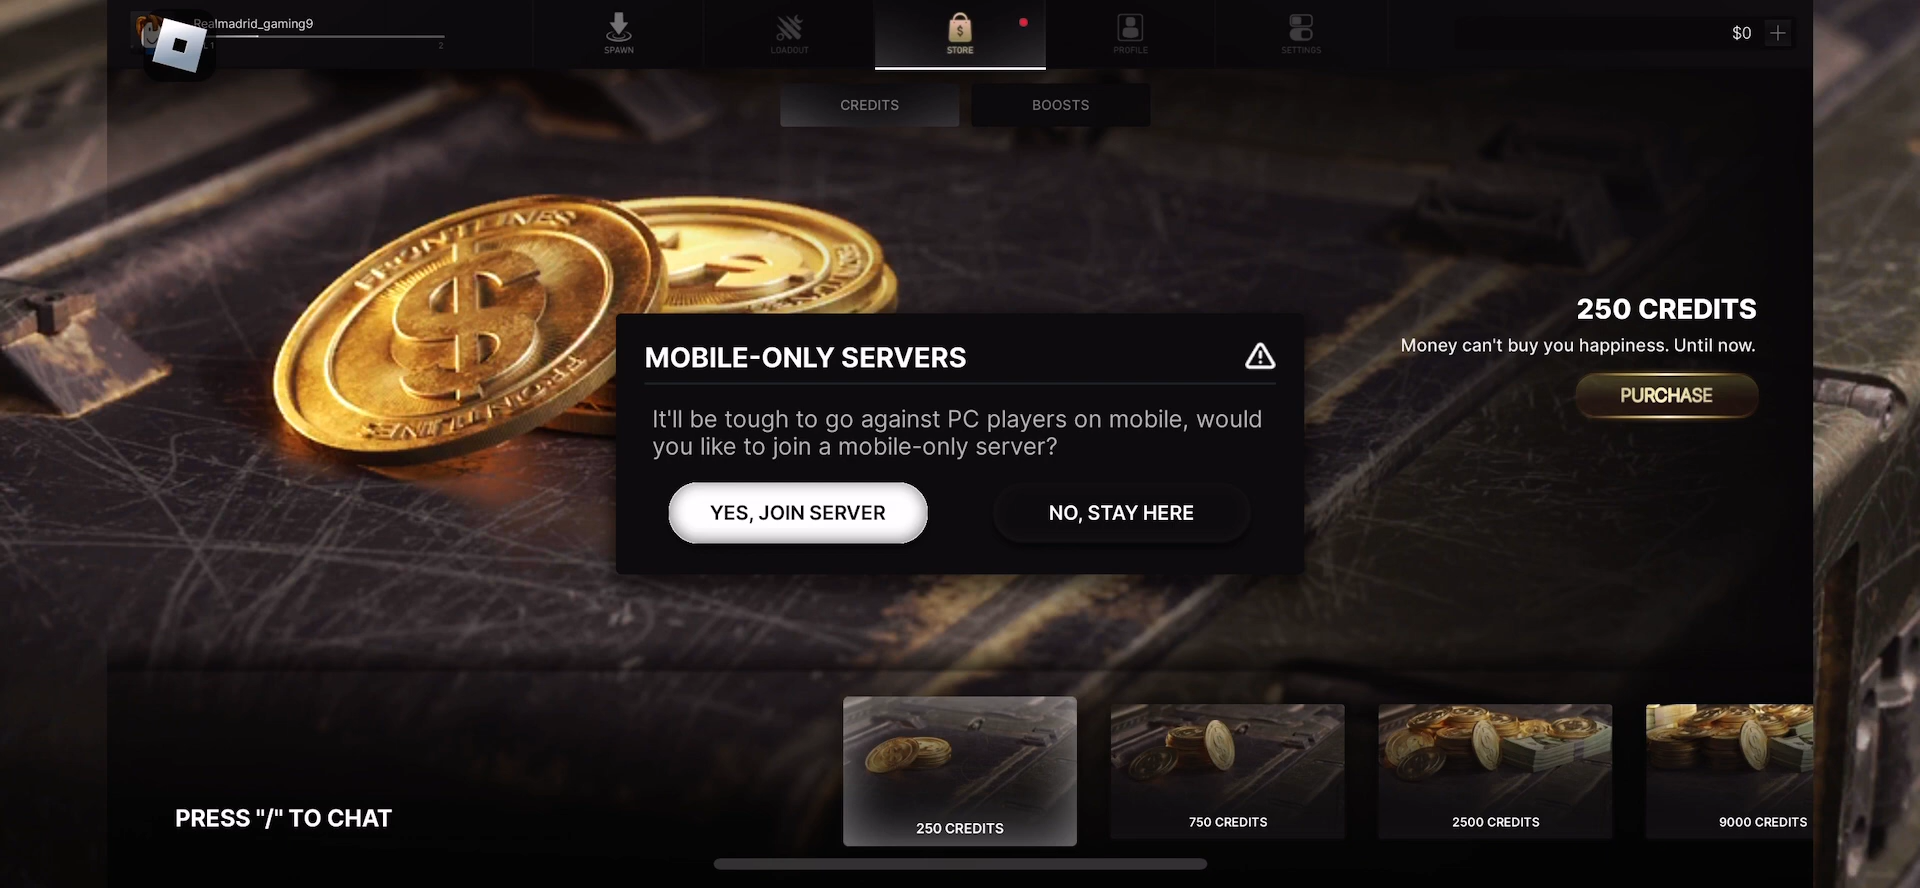 Realmadrid_gaming9
2
SPAWN
LOADOUT
STORE
PROFILE
SETTINGS
$0
CREDITS
BOOSTS
FRONTLINES
FRONTLINES
250 CREDITS
Money can't buy you happiness. Until now.
PURCHASE
MOBILE-ONLY SERVERS
It'll be tough to go against PC players on mobile, would
you like to join a mobile-only server?
YES, JOIN SERVER
NO, STAY HERE
PRESS "/" TO CHAT
250 CREDITS
750 CREDITS
2500 CREDITS
9000 CREDITS